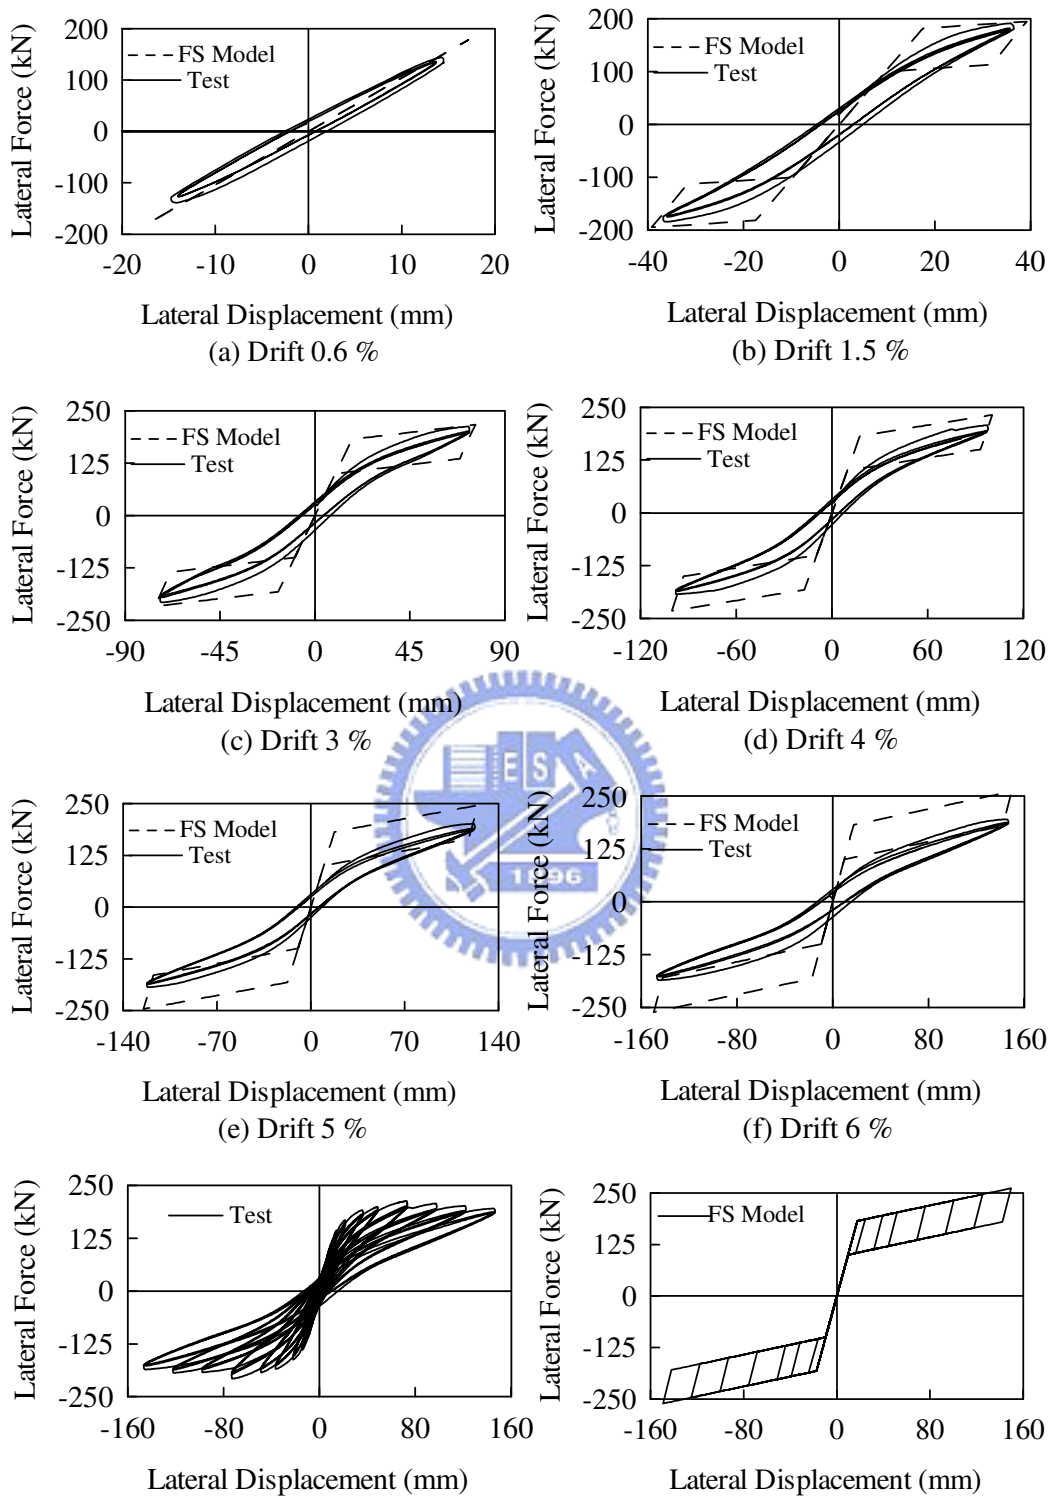 Lateral Force (kN)
200
100
0
-100
-200
FS Model
Test
-20 -10 0 10 20
Lateral Displacement (mm)
(a) Drift 0.6 %
Lateral Force (kN)
200
100
0
-100
-200
FS Model
Test
-40 -20 0 20 40
Lateral Displacement (mm)
(b) Drift 1.5 %
Lateral Force (kN)
250
125
0
-125
-250
FS Model
Test
-90 -45 0 45 90
Lateral Displacement (mm)
(c) Drift 3 %
Lateral Force (kN)
250
125
0
-125
-250
FS Model
Test
-120 -60 0 60 120
Lateral Displacement (mm)
(d) Drift 4 %
ESA
1896
Lateral Force (kN)
250
125
0
-125
-250
FS Model
Test
-140 -70 0 70 140
Lateral Displacement (mm)
(e) Drift 5 %
Lateral Force (kN)
250
125
0
-125
-250
FS Model
Test
-160 -80 0 80 160
Lateral Displacement (mm)
(f) Drift 6 %
Lateral Force (kN)
250
125
0
-125
-250
Test
-160 -80 0 80 160
Lateral Displacement (mm)
Lateral Force (kN)
250
125
0
-125
-250
FS Model
-160 -80 0 80 160
Lateral Displacement (mm)